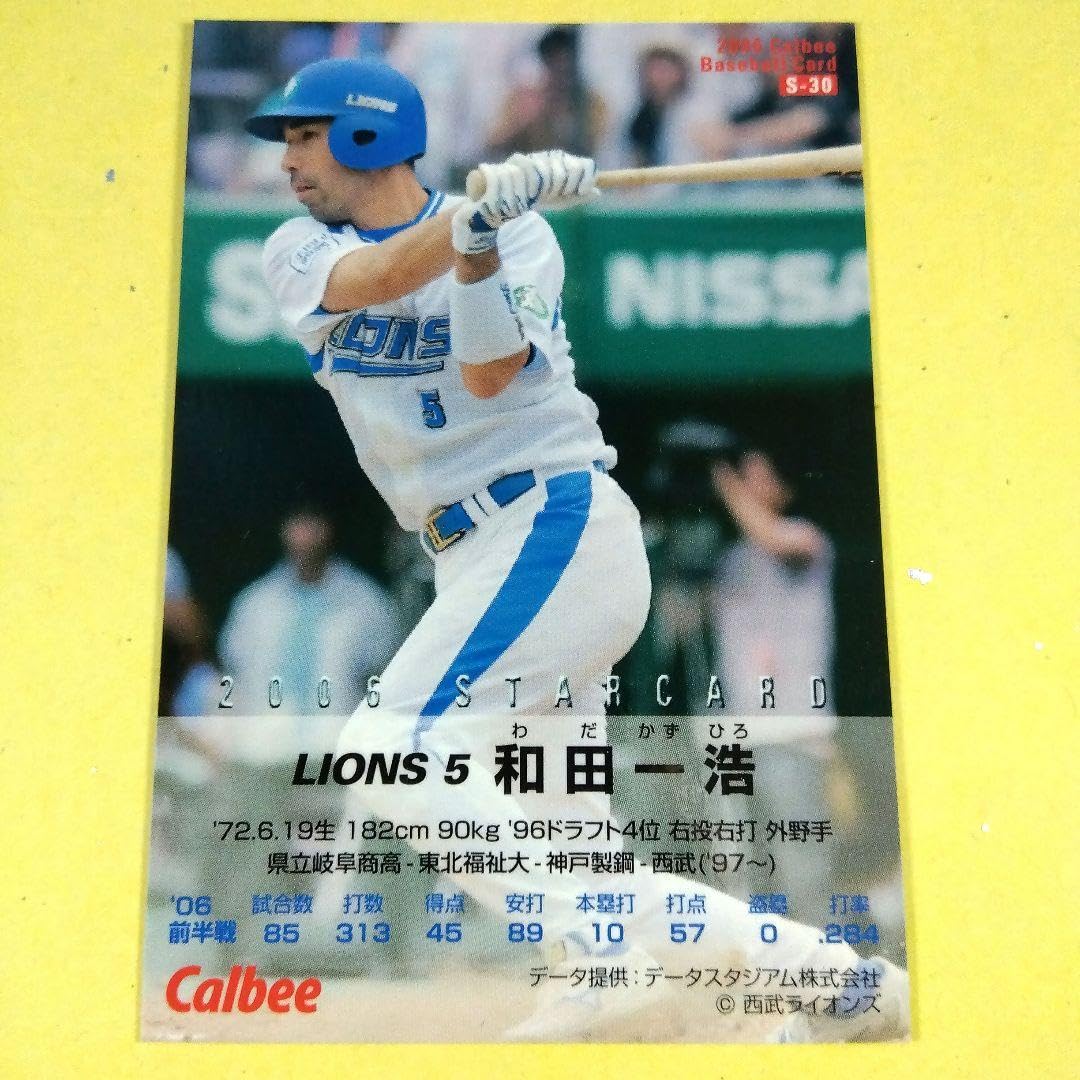 2006 Calbee
Baseball Card
S-30
LIONS
NISSA
LIONS
5
2006 STARCARD
わだ かずひろ
LIONS 5 和田一浩
'72.6.19生 182cm 90kg '96ドラフト4位 右投右打 外野手
県立岐阜商高-東北福祉大-神戸製鋼-西武('97〜)
'06 試合数 打数 得点 安打 本塁打 打点 盗塁 打率
前半戦 85 313 45 89 10 57 0 .284
Calbee
データ提供:データスタジアム株式会社
© 西武ライオンズ